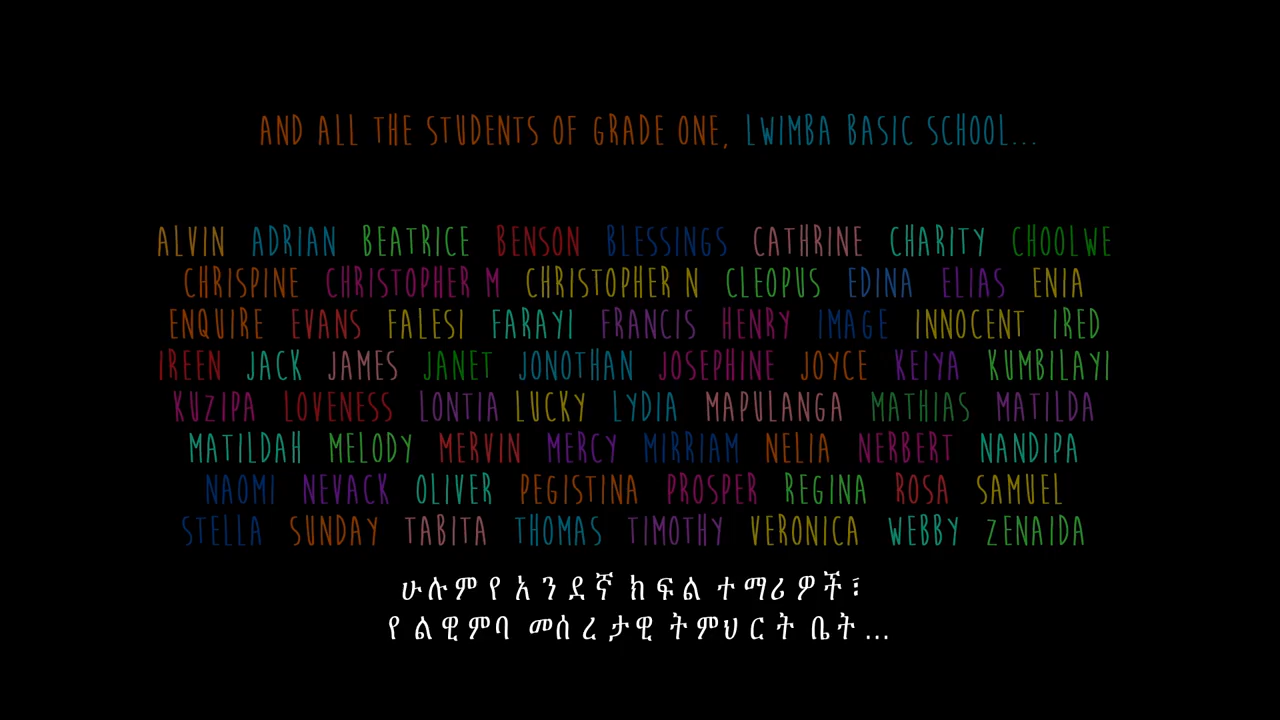 AND ALL THE STUDENTS OF GRADE ONE, LWIMBA BASIC SCHOOL...
ALVIN ADRIAN BEATRICE BENSON BLESSINGS CATHRINE CHARITY CHOOLWE
CHRISPINE CHRISTOPHER M CHRISTOPHER N CLEOPUS EDINA ELIAS ENIA
ENQUIRE EVANS FALESI FARAYI FRANCIS HENRY IMAGE INNOCENT IRED
IREEN JACK JAMES JANET JONOTHAN JOSEPHINE JOYCE KEIYA KUMBILAYI
KUZIPA LOVENESS LONTIA LUCKY LYDIA MAPULANGA MATHIAS MATILDA
MATILDAH MELODY MERVIN MERCY MIRRIAM NELIA NERBERT NANDIPA
NAOMI NEVACK OLIVER PEGISTINA PROSPER REGINA ROSA SAMUEL
STELLA SUNDAY TABITA THOMAS TIMOTHY VERONICA WEBBY ZENAIDA
ሁሉም የአንደኛ ክፍል ተማሪዎች፣
የልዊምባ መሰረታዊ ትምህርት ቤት...